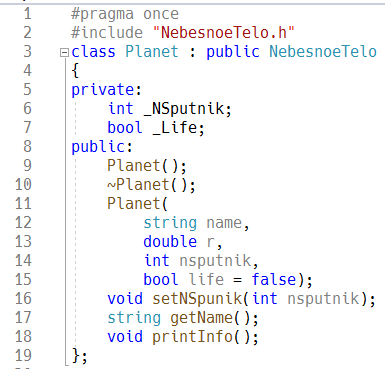 1 #pragma once
2 #include "NebesnoeTelo.h"
3 class Planet : public NebesnoeTelo
4 {
5 private:
6 int _NSputnik;
7 bool _Life;
8 public:
9 Planet();
10 ~Planet();
11 Planet(
12 string name,
13 double r,
14 int nsputnik,
15 bool life = false);
16 void setNSpunik(int nsputnik);
17 string getName();
18 void printInfo();
19 };